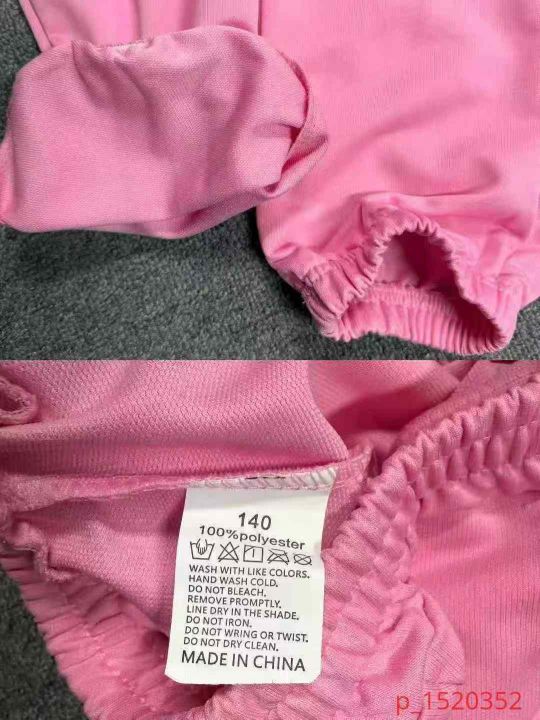 140
100%polyester
WASH WITH LIKE COLORS.
HAND WASH COLD.
DO NOT BLEACH.
REMOVE PROMPTLY.
LINE DRY IN THE SHADE.
DO NOT IRON.
DO NOT WRING OR TWIST.
DO NOT DRY CLEAN.
MADE IN CHINA
p_1520352